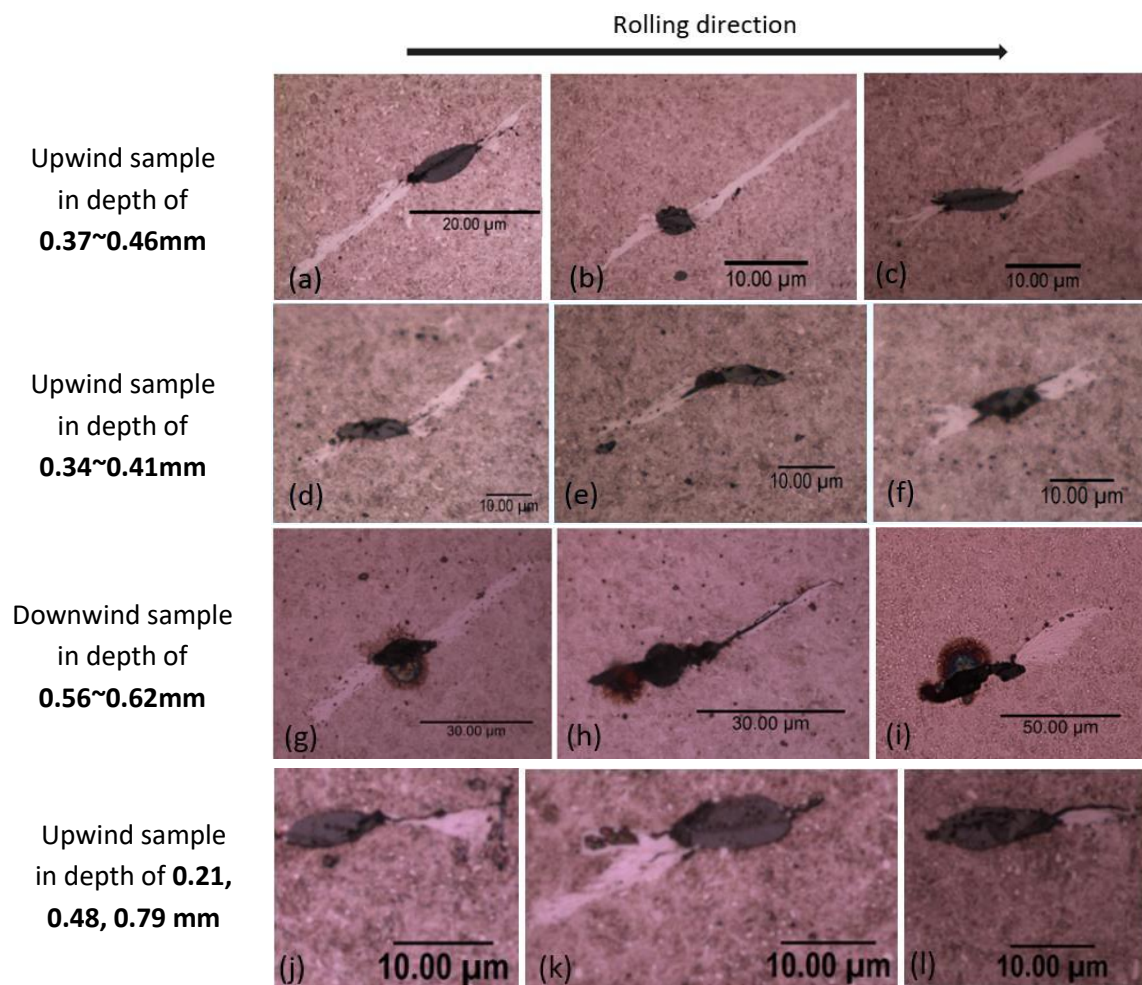 Rolling direction
Upwind sample
in depth of
0.37~0.46mm
(a)
20.00 µm
(b)
10.00 µm
(c)
10.00 µm
Upwind sample
in depth of
0.34~0.41mm
(d)
10.00 µm
(e)
10.00 µm
(f)
10.00 µm
Downwind sample
in depth of
0.56~0.62mm
(g)
30.00 µm
(h)
30.00 µm
(i)
50.00 µm
Upwind sample
in depth of 0.21,
0.48, 0.79 mm
(j)
10.00 µm
(k)
10.00 µm
(l)
10.00 µm